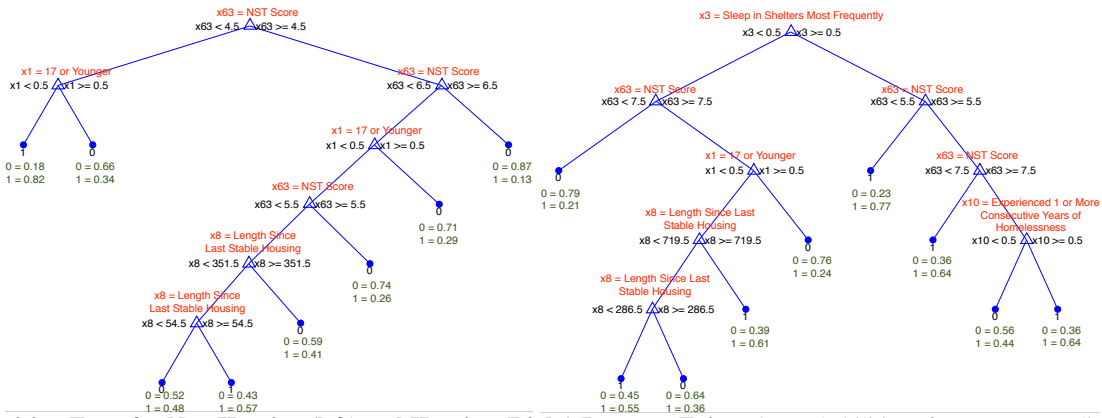 x63 = NST Score
x63 < 4.5 x63 >= 4.5
x1 = 17 or Younger
x1 < 0.5 x1 >= 0.5
x63 = NST Score
x63 < 6.5 x63 >= 6.5
1
0 = 0.18
1 = 0.82
0
0 = 0.66
1 = 0.34
x1 = 17 or Younger
x1 < 0.5 x1 >= 0.5
0
0 = 0.87
1 = 0.13
x63 = NST Score
x63 < 5.5 x63 >= 5.5
0
0 = 0.71
1 = 0.29
x8 = Length Since
Last Stable Housing
x8 < 351.5 x8 >= 351.5
0
0 = 0.74
1 = 0.26
x8 = Length Since
Last Stable Housing
x8 < 54.5 x8 >= 54.5
0
0 = 0.59
1 = 0.41
0
0 = 0.52
1 = 0.48
1
0 = 0.43
1 = 0.57
x3 = Sleep in Shelters Most Frequently
x3 < 0.5 x3 >= 0.5
x63 = NST Score
x63 < 7.5 x63 >= 7.5
x63 = NST Score
x63 < 5.5 x63 >= 5.5
0
0 = 0.79
1 = 0.21
x1 = 17 or Younger
x1 < 0.5 x1 >= 0.5
1
0 = 0.23
1 = 0.77
x63 = NST Score
x63 < 7.5 x63 >= 7.5
x8 = Length Since Last
Stable Housing
x8 < 719.5 x8 >= 719.5
0
0 = 0.76
1 = 0.24
1
0 = 0.36
1 = 0.64
x10 = Experienced 1 or More
Consecutive Years of
Homelessness
x10 < 0.5 x10 >= 0.5
x8 = Length Since Last
Stable Housing
x8 < 286.5 x8 >= 286.5
1
0 = 0.39
1 = 0.61
0
0 = 0.56
1 = 0.44
1
0 = 0.36
1 = 0.64
1
0 = 0.45
1 = 0.55
0
0 = 0.64
1 = 0.36